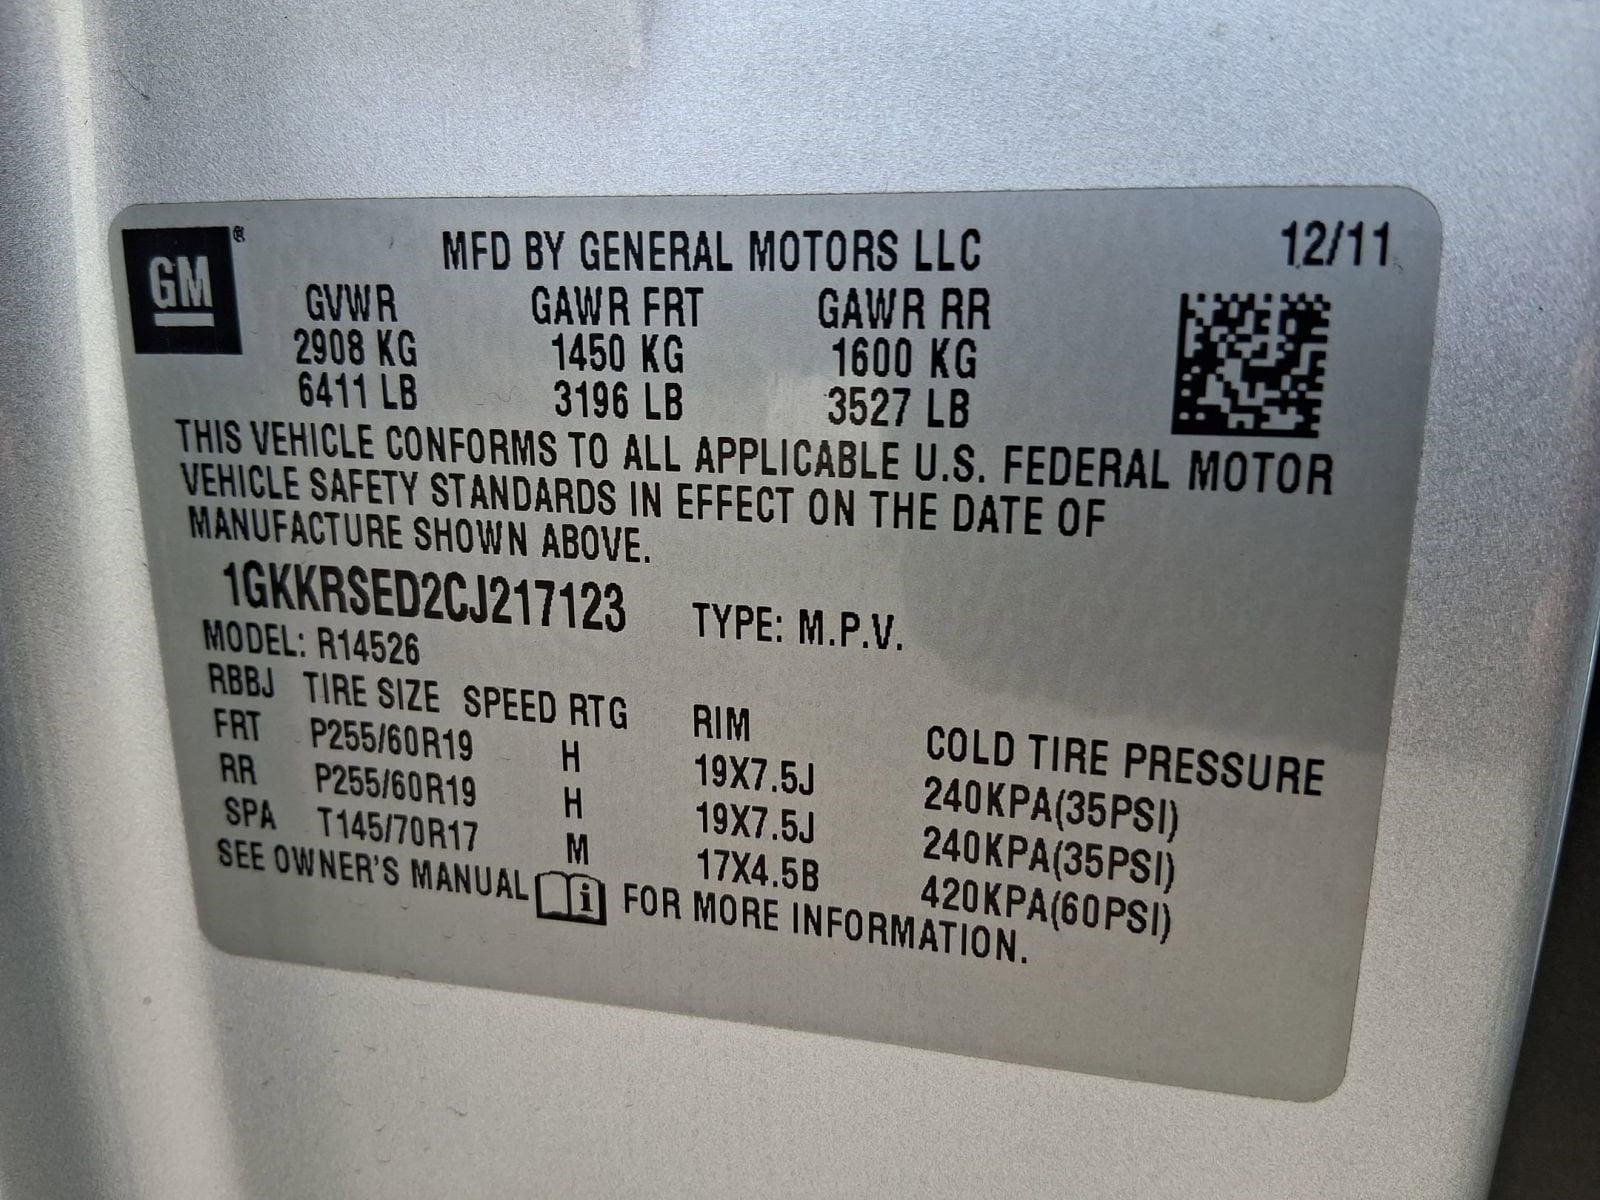 GM®
MFD BY GENERAL MOTORS LLC 12/11
GVWR GAWR FRT GAWR RR
2908 KG 1450 KG 1600 KG
6411 LB 3196 LB 3527 LB
THIS VEHICLE CONFORMS TO ALL APPLICABLE U.S. FEDERAL MOTOR
VEHICLE SAFETY STANDARDS IN EFFECT ON THE DATE OF
MANUFACTURE SHOWN ABOVE.
1GKKRSED2CJ217123 TYPE: M.P.V.
MODEL: R14526
RBBJ TIRE SIZE SPEED RTG RIM COLD TIRE PRESSURE
FRT P255/60R19 H 19X7.5J 240KPA(35PSI)
RR P255/60R19 H 19X7.5J 240KPA(35PSI)
SPA T145/70R17 M 17X4.5B 420KPA(60PSI)
SEE OWNER'S MANUAL i FOR MORE INFORMATION.